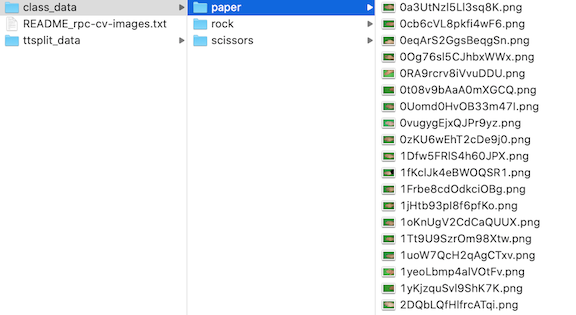 class_data
README_rpc-cv-images.txt
ttsplit_data
paper
rock
scissors
0a3UtNzI5Ll3sq8K.png
0cb6cVL8pkfi4wF6.png
0eqArS2GgsBeqgSn.png
0Og76sl5CJhbxWWx.png
0RA9rcrv8iVvuDDU.png
0t08v9bAaA0mXGCQ.png
0Uomd0HvOB33m47I.png
0vugygEjxQJPr9yz.png
0zKU6wEhT2cDe9j0.png
1Dfw5FRlS4h60JPX.png
1fKclJk4eBWOQSR1.png
1Frbe8cdOdkciOBg.png
1jHtb93pI8f6pfKo.png
1oKnUgV2CdCaQUUX.png
1Tt9U9SzrOm98Xtw.png
1uoW7QcH2qAgCTxv.png
1yeoLbmp4alVOtFv.png
1yKjzquSvl9ShK7K.png
2DQbLQfHlfrcATqi.png